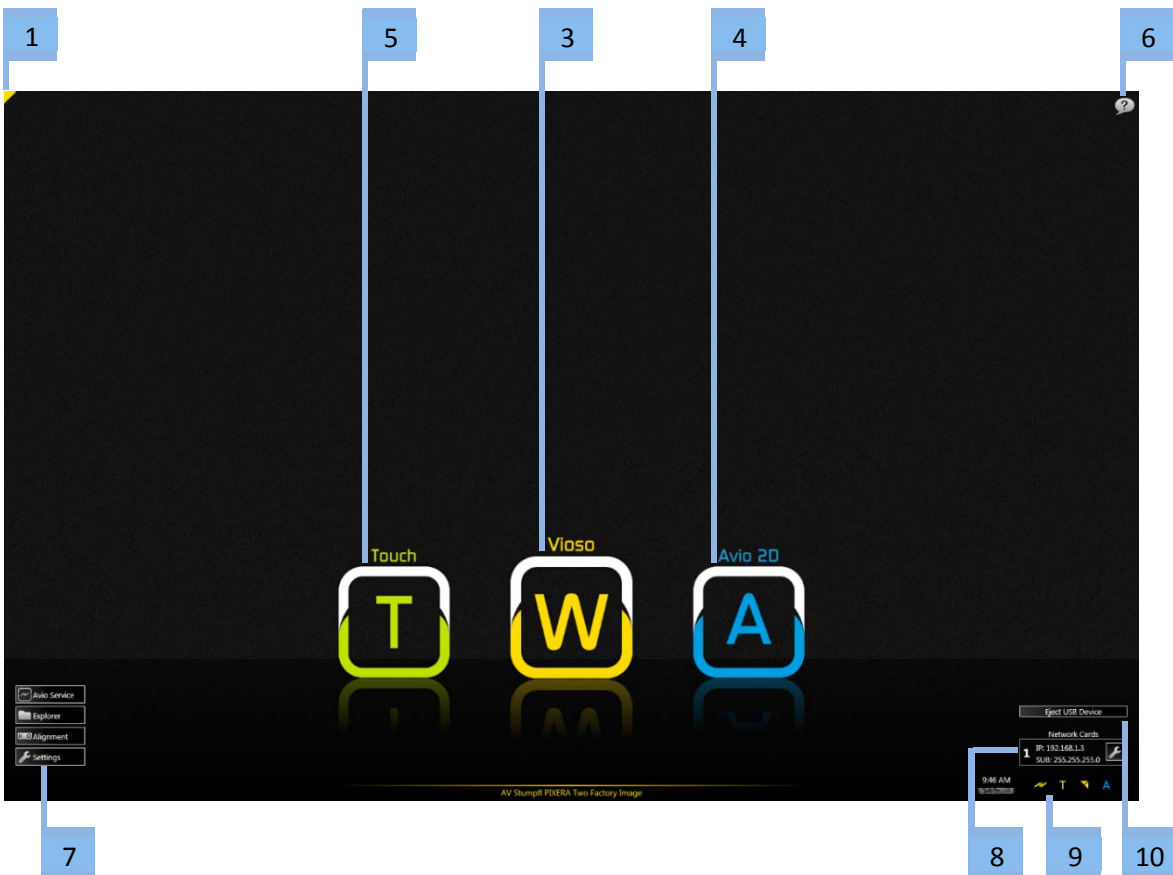 1
5
3
4
6
?
Touch
Vioso
Avio 2D
T
W
A
Avio Service
Explorer
Alignment
Settings
Eject USB Device
Network Cards
1
IP: 192.168.1.3
SUB: 255.255.255.0
9:46 AM
T
A
AV Stumpfl PIXERA Two Factory Image
7
8
9
10